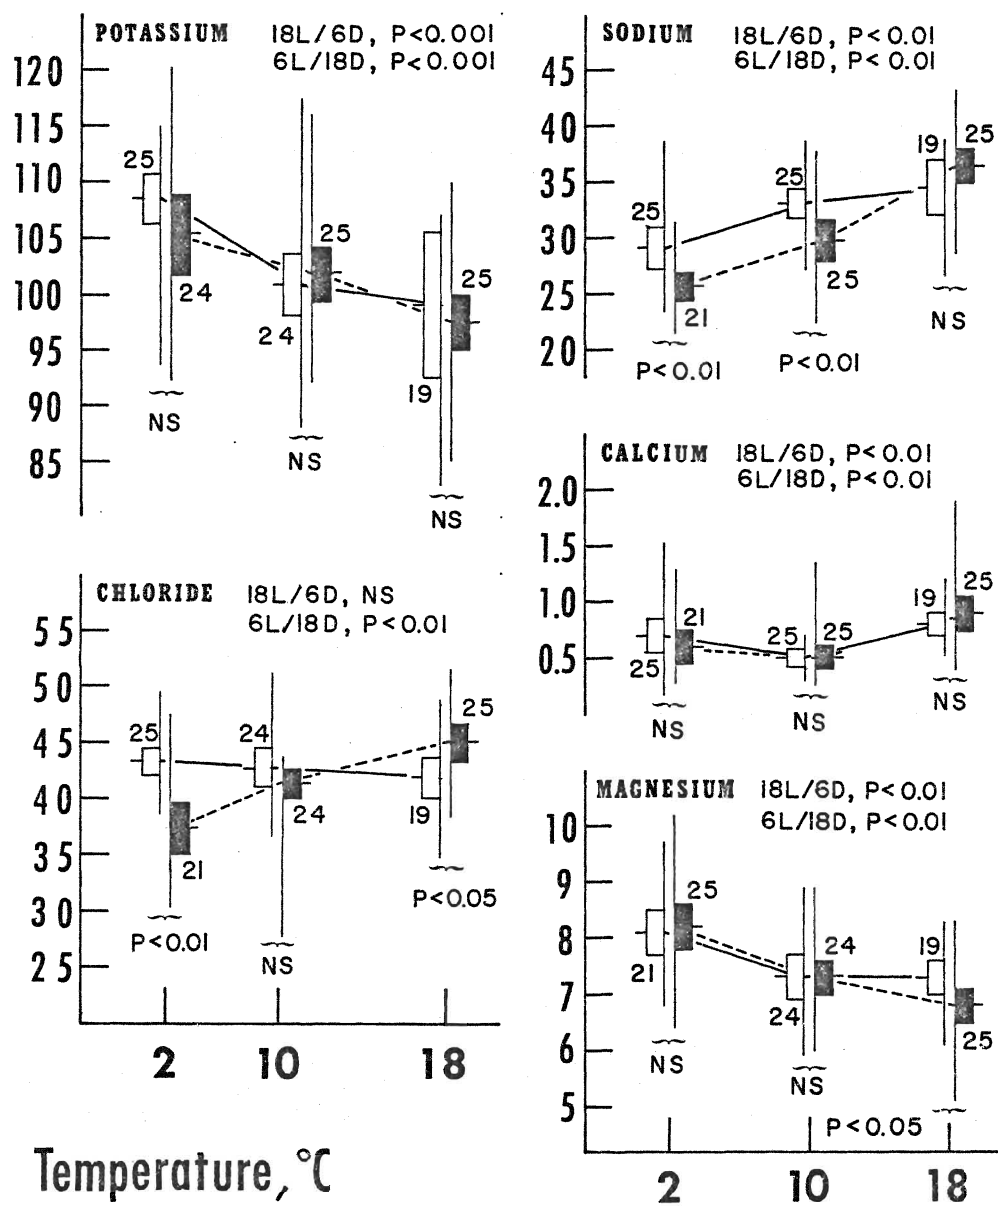 POTASSIUM 18L/6D, P<0.001
6L/18D, P<0.001
120
115
110
105
100
95
90
85
25
24
24
25
19
25
NS
NS
NS
CHLORIDE 18L/6D, NS
6L/18D, P<0.01
55
50
45
40
35
30
25
25
21
24
24
19
25
P<0.01
NS
P<0.05
2 10 18
SODIUM 18L/6D, P<0.01
6L/18D, P<0.01
45
40
35
30
25
20
25
21
25
25
19
25
P<0.01
P<0.01
NS
CALCIUM 18L/6D, P<0.01
6L/18D, P<0.01
2.0
1.5
1.0
0.5
25
21
25
25
19
25
NS
NS
NS
MAGNESIUM 18L/6D, P<0.01
6L/18D, P<0.01
10
9
8
7
6
5
21
25
24
24
19
25
NS
NS
P<0.05
2 10 18
Temperature, °C